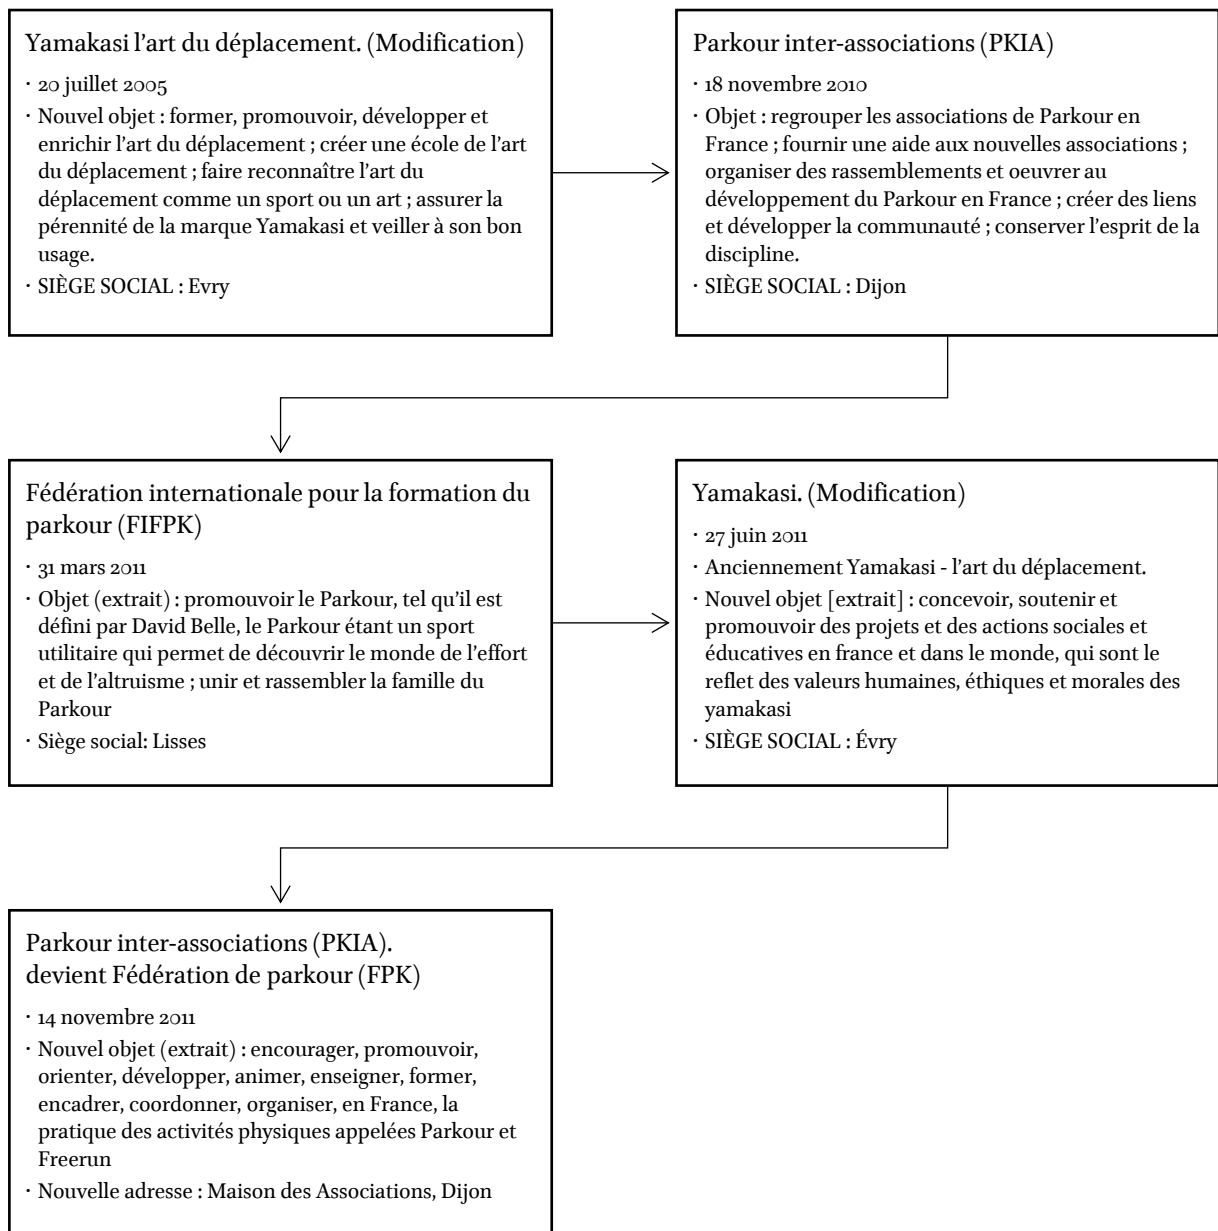 Yamakasi l'art du déplacement. (Modification)
· 20 juillet 2005
· Nouvel objet : former, promouvoir, développer et
enrichir l'art du déplacement ; créer une école de l'art
du déplacement ; faire reconnaître l'art du
déplacement comme un sport ou un art ; assurer la
pérennité de la marque Yamakasi et veiller à son bon
usage.
· SIÈGE SOCIAL : Evry
Parkour inter-associations (PKIA)
· 18 novembre 2010
· Objet : regrouper les associations de Parkour en
France ; fournir une aide aux nouvelles associations ;
organiser des rassemblements et oeuvrer au
développement du Parkour en France ; créer des liens
et développer la communauté ; conserver l'esprit de la
discipline.
· SIÈGE SOCIAL : Dijon
Fédération internationale pour la formation du
parkour (FIFPK)
· 31 mars 2011
· Objet (extrait) : promouvoir le Parkour, tel qu'il est
défini par David Belle, le Parkour étant un sport
utilitaire qui permet de découvrir le monde de l'effort
et de l'altruisme ; unir et rassembler la famille du
Parkour
· Siège social: Lisses
Yamakasi. (Modification)
· 27 juin 2011
· Anciennement Yamakasi - l'art du déplacement.
· Nouvel objet [extrait] : concevoir, soutenir et
promouvoir des projets et des actions sociales et
éducatives en france et dans le monde, qui sont le
reflet des valeurs humaines, éthiques et morales des
yamakasi
· SIÈGE SOCIAL : Évry
Parkour inter-associations (PKIA).
devient Fédération de parkour (FPK)
· 14 novembre 2011
· Nouvel objet (extrait) : encourager, promouvoir,
orienter, développer, animer, enseigner, former,
encadrer, coordonner, organiser, en France, la
pratique des activités physiques appelées Parkour et
Freerun
· Nouvelle adresse : Maison des Associations, Dijon